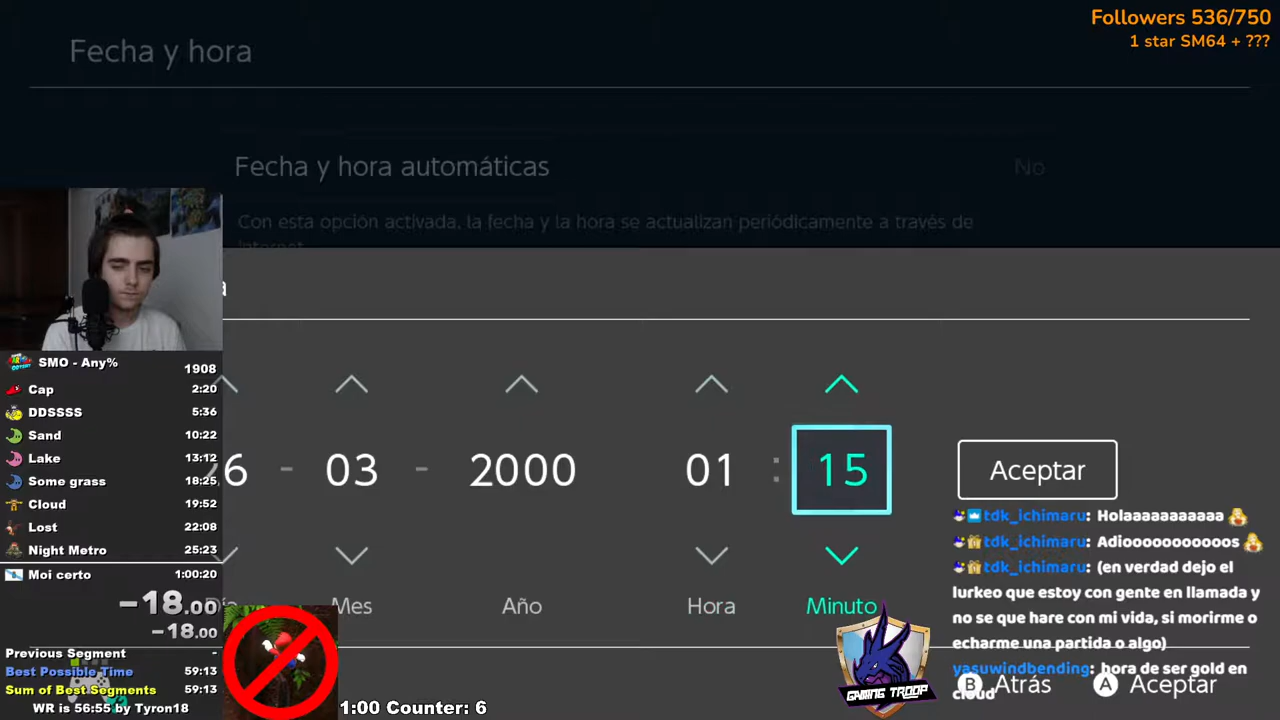 Followers 536/750
1 star SM64 + ???
Fecha y hora
Fecha y hora automáticas
No
Con esta opción activada, la fecha y la hora se actualizan periódicamente a través de
Internet.
a
SMO - Any%
1908
Cap 2:20
DDSSSS 5:36
Sand 10:22
Lake 13:12
Some grass 18:25
Cloud 19:52
Lost 22:08
Night Metro 25:23
Moi certo 1:00:20
-18.00
-18.00
Previous Segment -
Best Possible Time 59:13
Sum of Best Segments 59:13
WR is 56:55 by Tyron18
6 - 03 - 2000 01 : 15
Aceptar
Día Mes Año Hora Minuto
tdk_ichimaru: Holaaaaaaaaaaa
tdk_ichimaru: Adiooooooooooos
tdk_ichimaru: (en verdad dejo el
lurkeo que estoy con gente en llamada y
no se que hare con mi vida, si morirme o
echarme una partida o algo)
yasuwindbending: hora de ser gold en
cloud
GAMING TROOP
B Atrás A Aceptar
1:00 Counter: 6